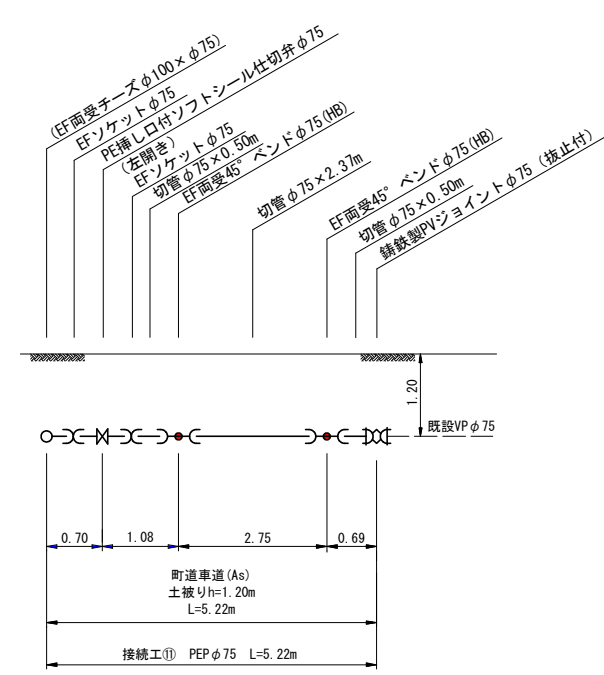 (EF両受チーズφ100×φ75)
EFソケットφ75
PE挿し口付ソフトシール仕切弁φ75
(左開き)
EFソケットφ75
切管φ75×0.50m
EF両受45°ベンドφ75(HB)
切管φ75×2.37m
EF両受45°ベンドφ75(HB)
切管φ75×0.50m
鋳鉄製PVジョイントφ75(抜止付)
1.20
既設VPφ75
0.70 1.08 2.75 0.69
町道車道(As)
土被りh=1.20m
L=5.22m
接続工⑪ PEPφ75 L=5.22m